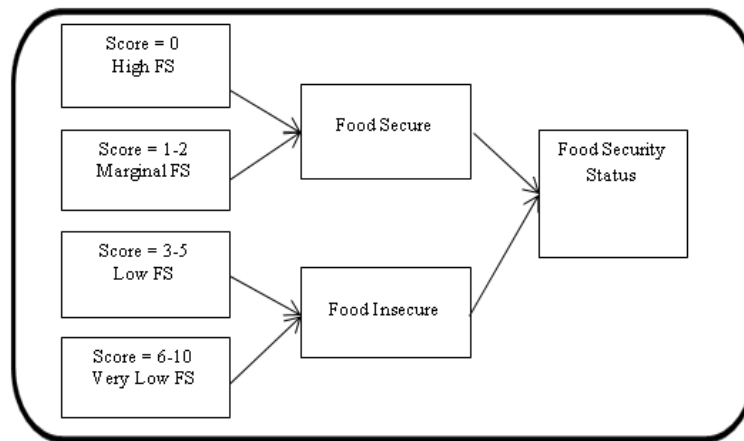 Score = 0
High FS
Score = 1-2
Marginal FS
Score = 3-5
Low FS
Score = 6-10
Very Low FS
Food Secure
Food Insecure
Food Security
Status